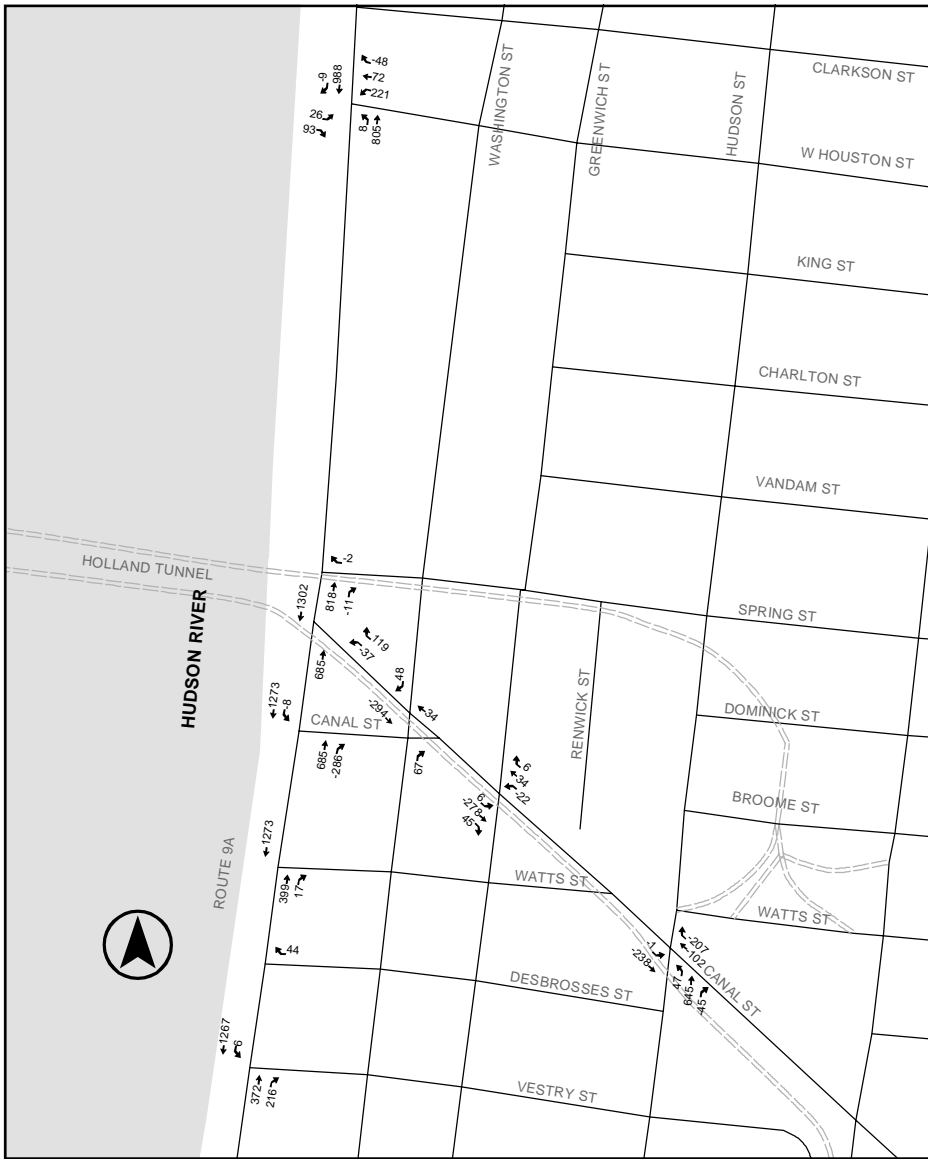 CLARKSON ST
WASHINGTON ST
GREENWICH ST
HUDSON ST
-48
72
221
-9
988
26
93
8
805
W HOUSTON ST
KING ST
CHARLTON ST
VANDAM ST
HOLLAND TUNNEL
-2
HUDSON RIVER
1302
818
-11
SPRING ST
119
-37
685
48
-294
34
1273
-8
CANAL ST
RENWICK ST
DOMINICK ST
685
-286
67
6
34
-22
6
-278
45
BROOME ST
1273
ROUTE 9A
399
17
WATTS ST
WATTS ST
44
-1
-238
-207
-102
CANAL ST
47
645
45
DESBROSSES ST
1267
6
372
216
VESTRY ST